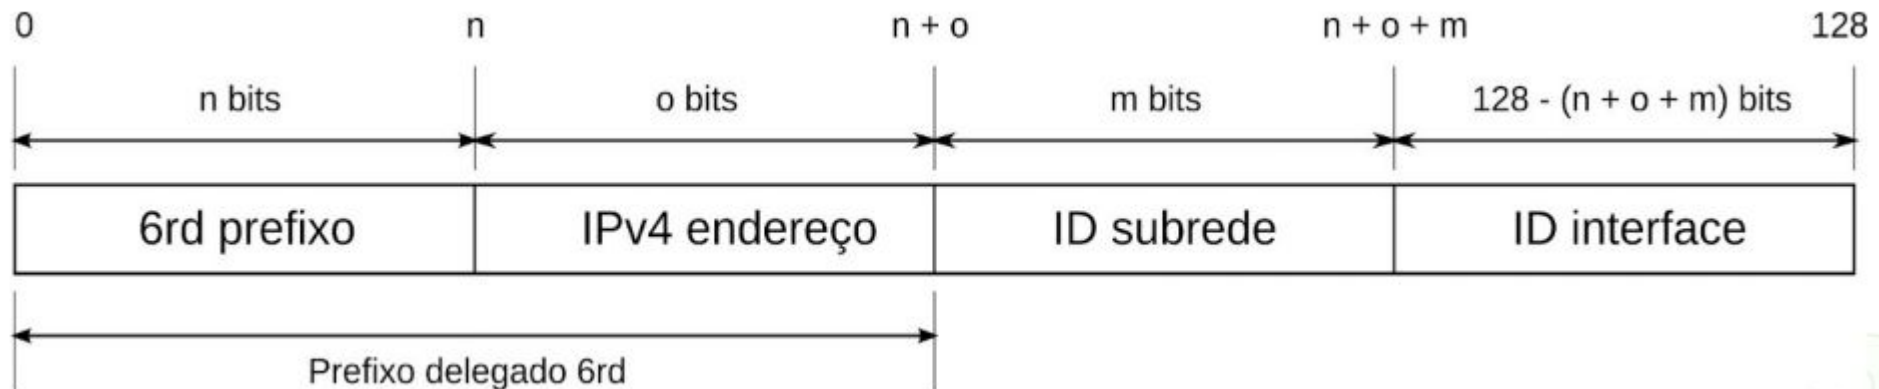 0 n n + o n + o + m 128
n bits o bits m bits 128 - (n + o + m) bits
6rd prefixo IPv4 endereço ID subrede ID interface
Prefixo delegado 6rd